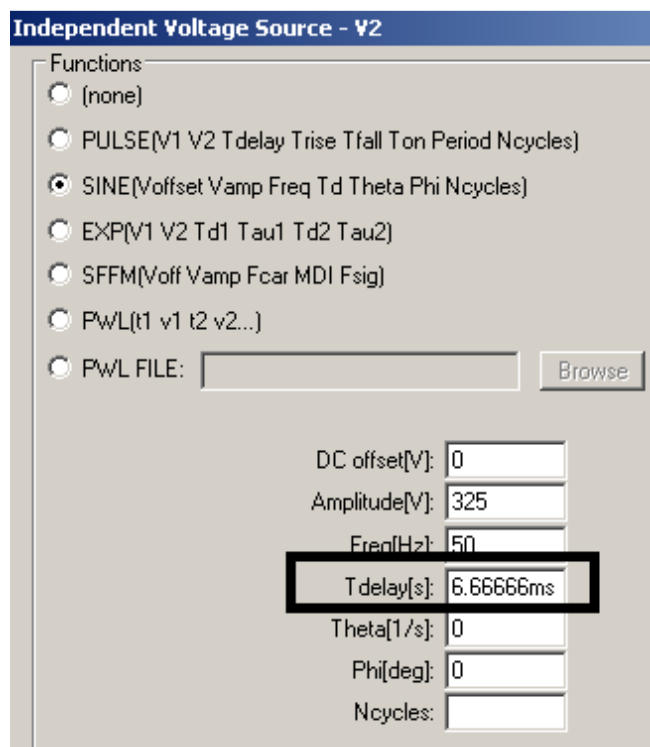 Independent Voltage Source - V2
Functions
(none)
PULSE(V1 V2 Tdelay Trise Tfall Ton Period Ncycles)
SINE(Voffset Vamp Freq Td Theta Phi Ncycles)
EXP(V1 V2 Td1 Tau1 Td2 Tau2)
SFFM(Voff Vamp Fcar MDI Fsig)
PWL(t1 v1 t2 v2...)
PWL FILE: Browse
DC offset[V]: 0
Amplitude[V]: 325
Freq[Hz]: 50
Tdelay[s]: 6.66666ms
Theta[1/s]: 0
Phi[deg]: 0
Ncycles: